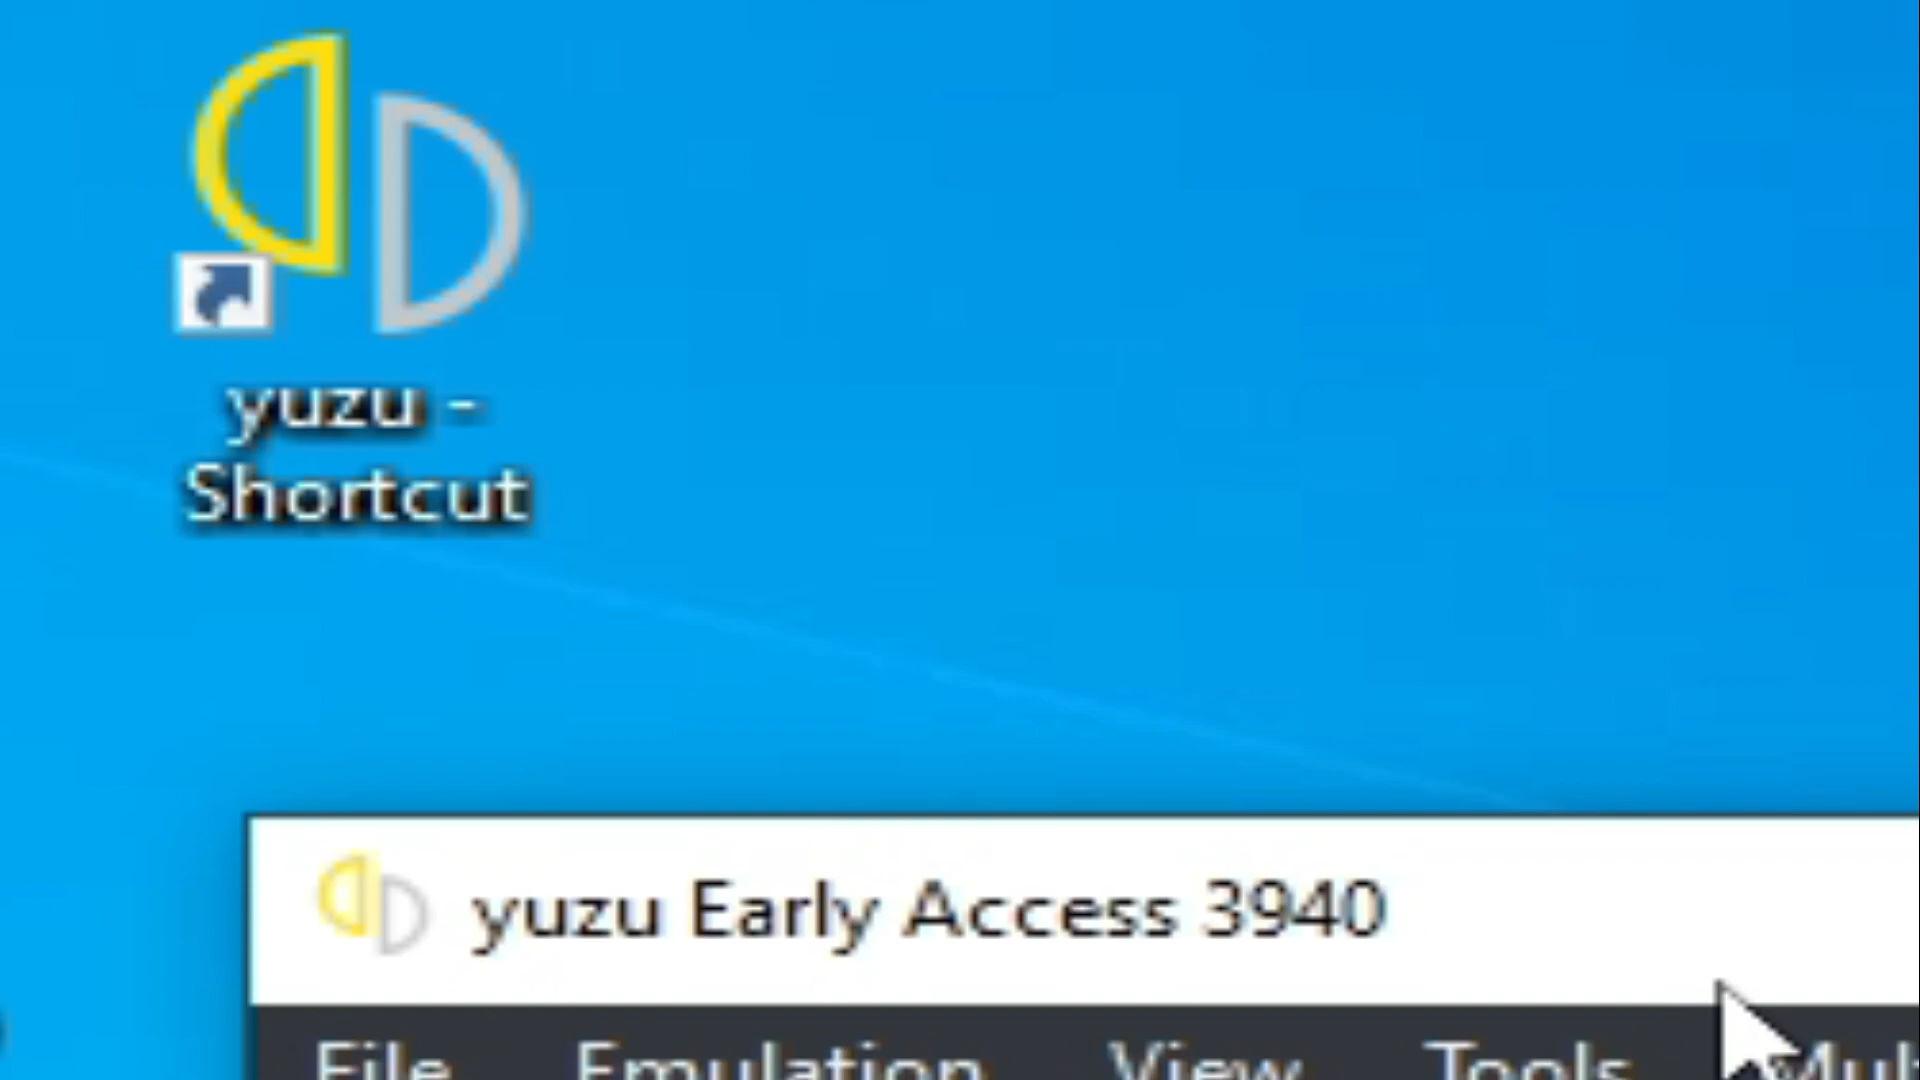 yuzu -
Shortcut
yuzu Early Access 3940
File Emulation View Tools